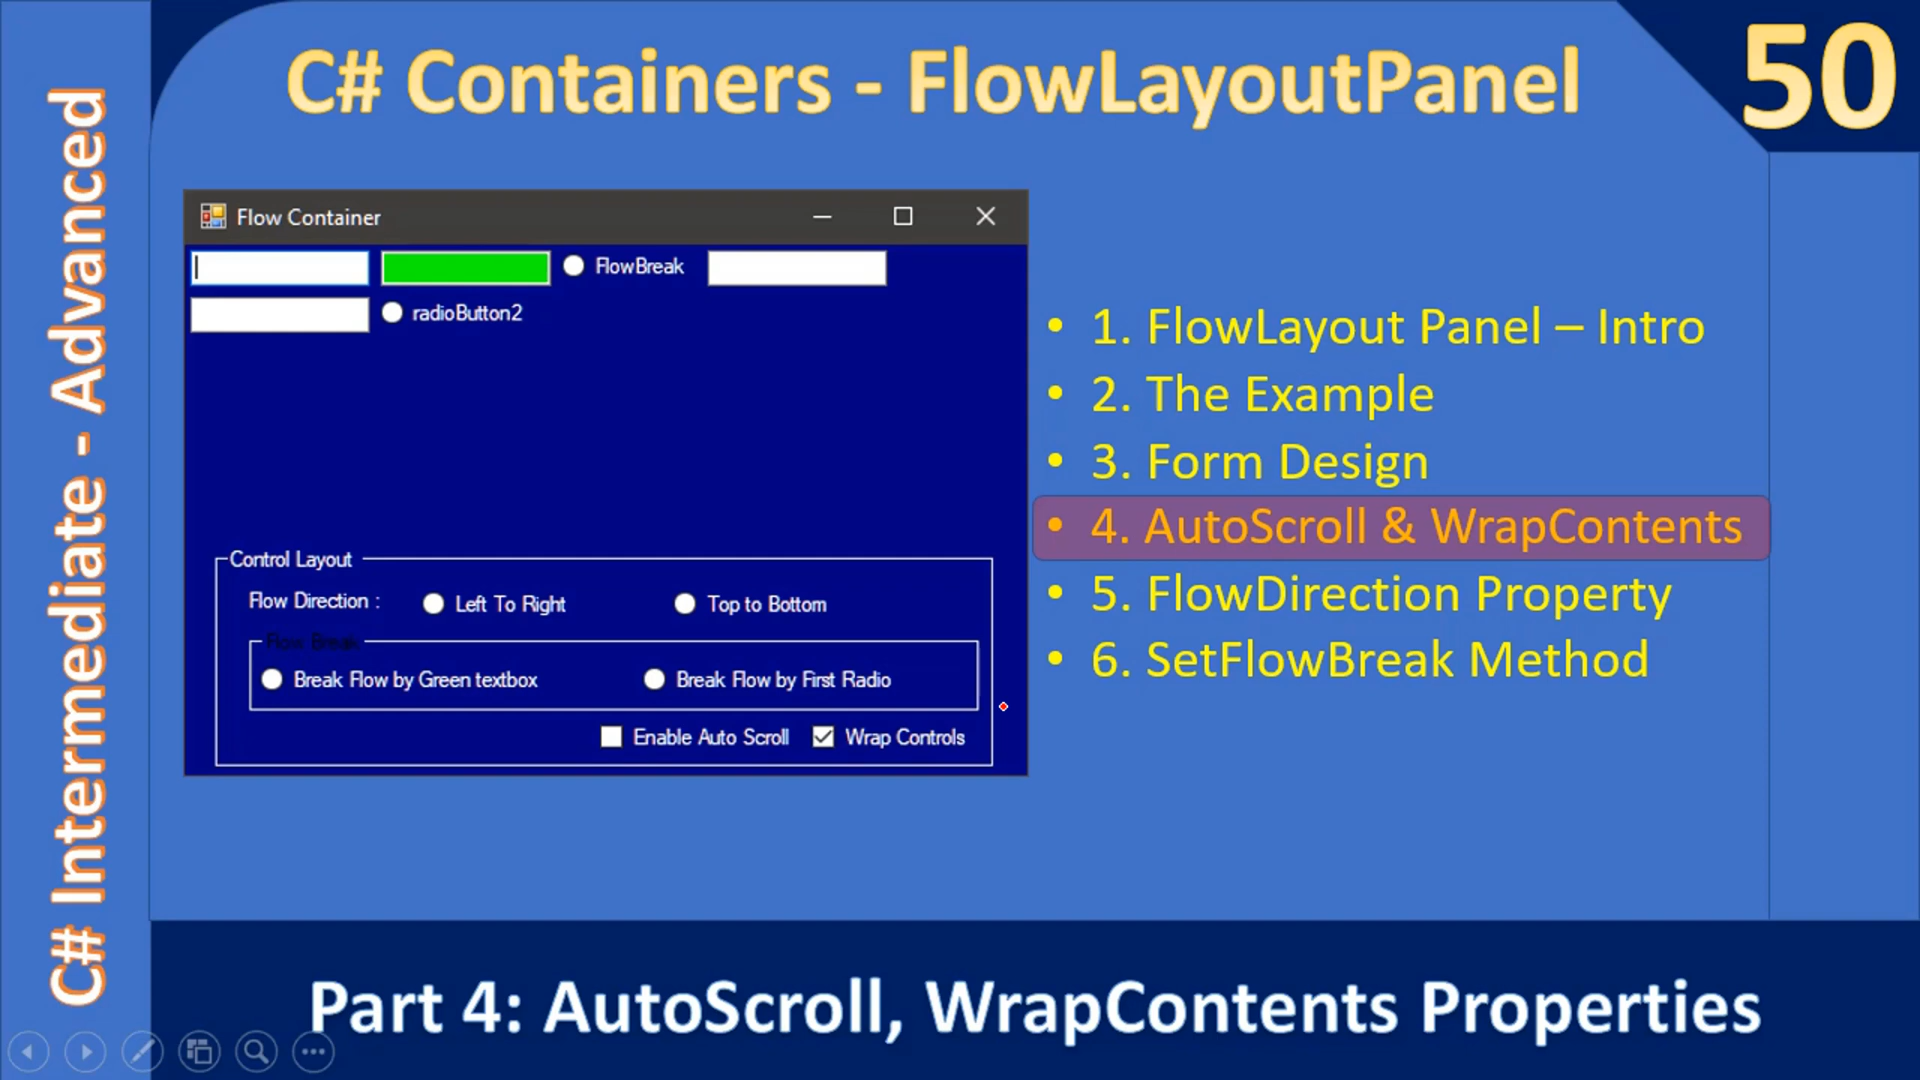 C# Containers - FlowLayoutPanel
50
C# Intermediate - Advanced
Flow Container
FlowBreak
radioButton2
Control Layout
Flow Direction :
Left To Right
Top to Bottom
Flow Break
Break Flow by Green textbox
Break Flow by First Radio
Enable Auto Scroll
Wrap Controls
• 1. FlowLayout Panel – Intro
• 2. The Example
• 3. Form Design
• 4. AutoScroll & WrapContents
• 5. FlowDirection Property
• 6. SetFlowBreak Method
Part 4: AutoScroll, WrapContents Properties